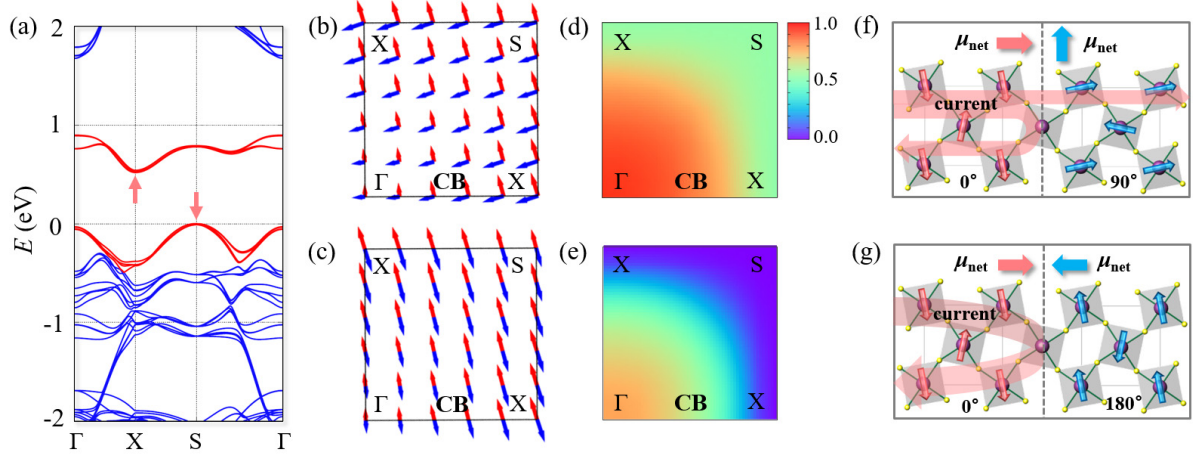 (a)
2
1
0
-1
-2
E (eV)
Γ X S Γ
(b)
X S
Γ CB X
(c)
X S
Γ CB X
(d)
X S
Γ CB X
1.0
0.5
0.0
(e)
X S
Γ CB X
(f)
μnet μnet
current
0° 90°
(g)
μnet μnet
current
0° 180°